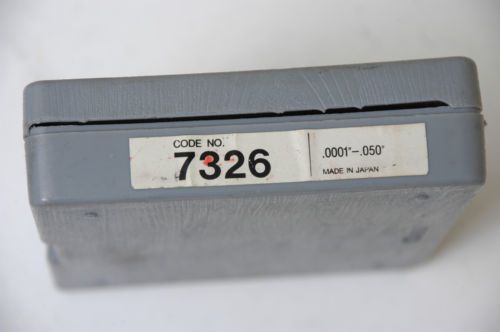 CODE NO.
7326
.0001"-.050"
MADE IN JAPAN